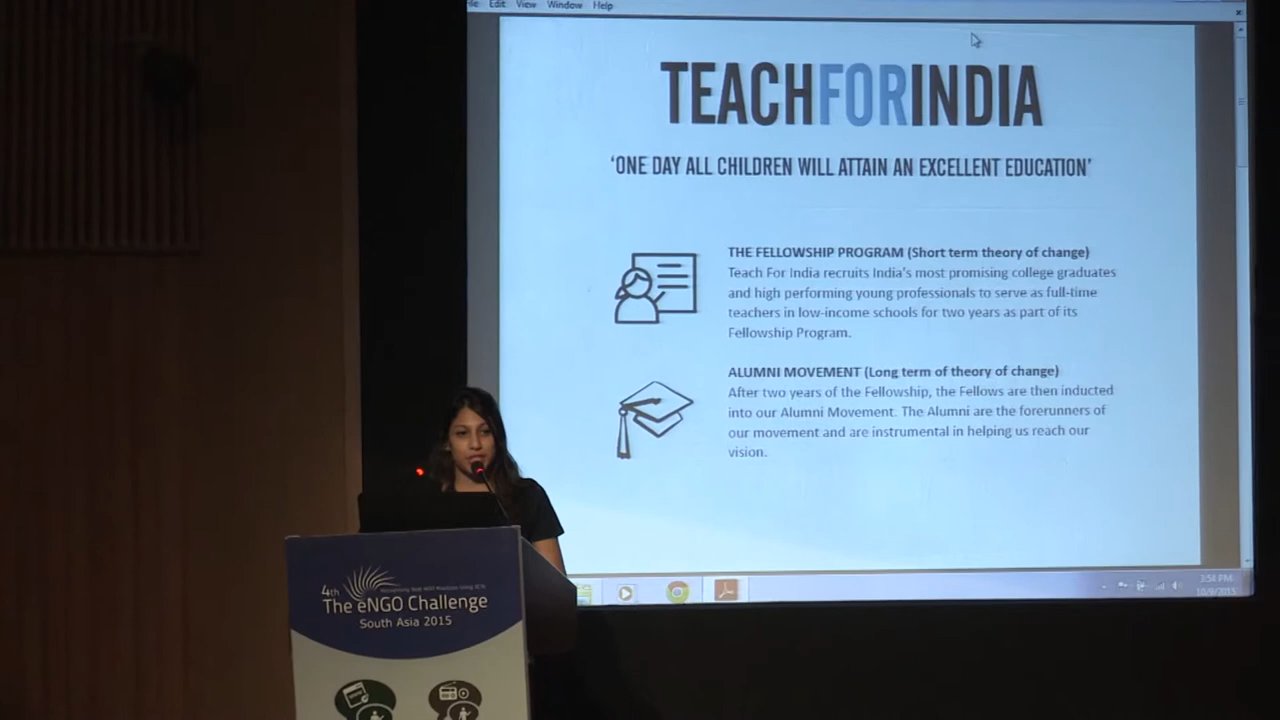 Edit View Window Help
TEACHFORINDIA
‘ONE DAY ALL CHILDREN WILL ATTAIN AN EXCELLENT EDUCATION’
THE FELLOWSHIP PROGRAM (Short term theory of change)
Teach For India recruits India's most promising college graduates
and high performing young professionals to serve as full-time
teachers in low-income schools for two years as part of its
Fellowship Program.
ALUMNI MOVEMENT (Long term of theory of change)
After two years of the Fellowship, the Fellows are then inducted
into our Alumni Movement. The Alumni are the forerunners of
our movement and are instrumental in helping us reach our
vision.
3:54 PM
4th
The eNGO Challenge
South Asia 2015